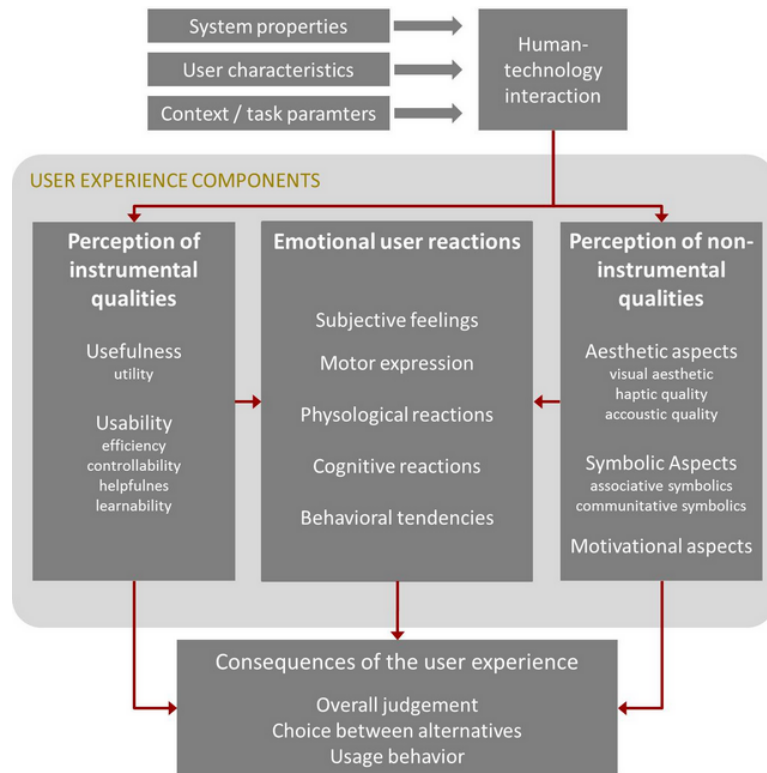 System properties
User characteristics
Context / task paramters
Human-
technology
interaction
USER EXPERIENCE COMPONENTS
Perception of
instrumental
qualities
Usefulness
utility
Usability
efficiency
controllability
helpfulnes
learnability
Emotional user reactions
Subjective feelings
Motor expression
Physological reactions
Cognitive reactions
Behavioral tendencies
Perception of non-
instrumental
qualities
Aesthetic aspects
visual aesthetic
haptic quality
accoustic quality
Symbolic Aspects
associative symbolics
communitative symbolics
Motivational aspects
Consequences of the user experience
Overall judgement
Choice between alternatives
Usage behavior